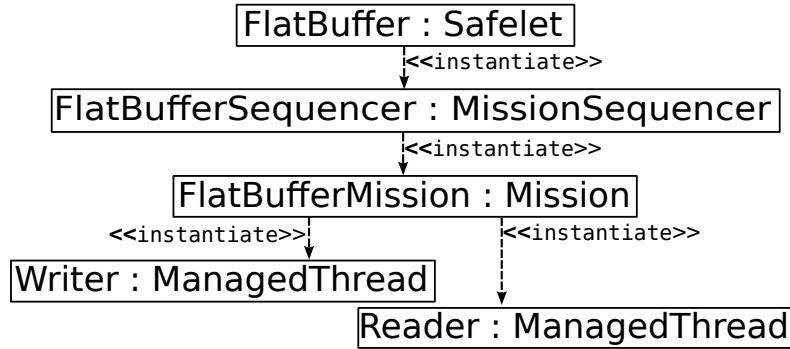 FlatBuffer : Safelet
<<instantiate>>
FlatBufferSequencer : MissionSequencer
<<instantiate>>
FlatBufferMission : Mission
<<instantiate>>
<<instantiate>>
Writer : ManagedThread
Reader : ManagedThread